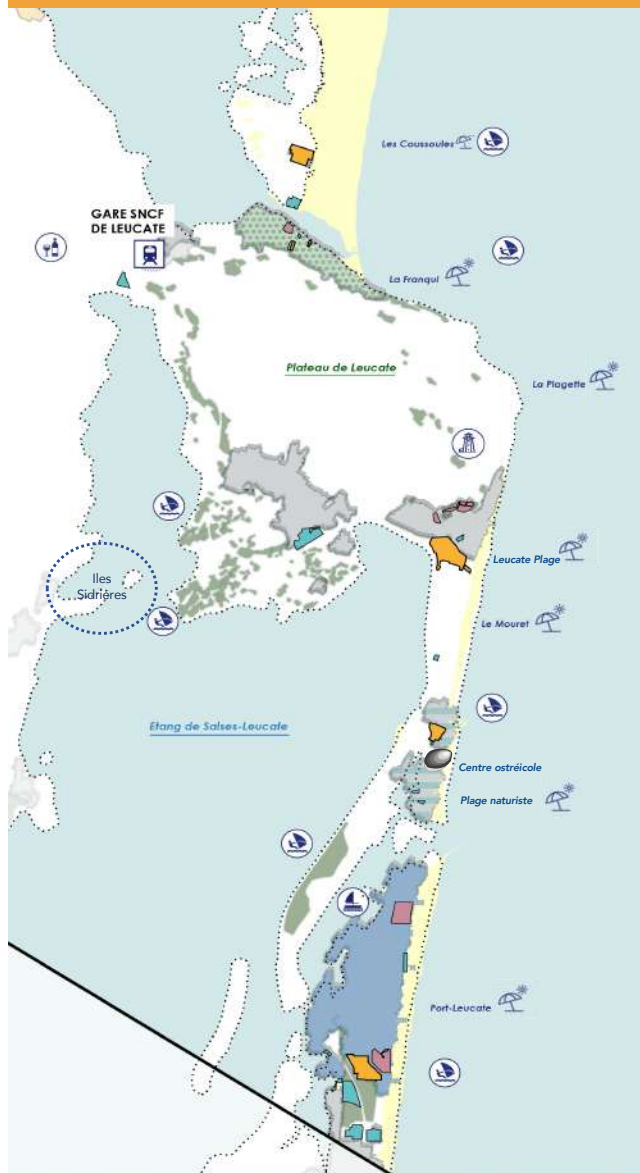 Les Coussoules
GARE SNCF
DE LEUCATE
La Franqui
Plateau de Leucate
La Plagette
Leucate Plage
Iles
Sidrières
Le Mouret
Etang de Salses-Leucate
Centre ostréicole
Plage naturiste
Port-Leucate